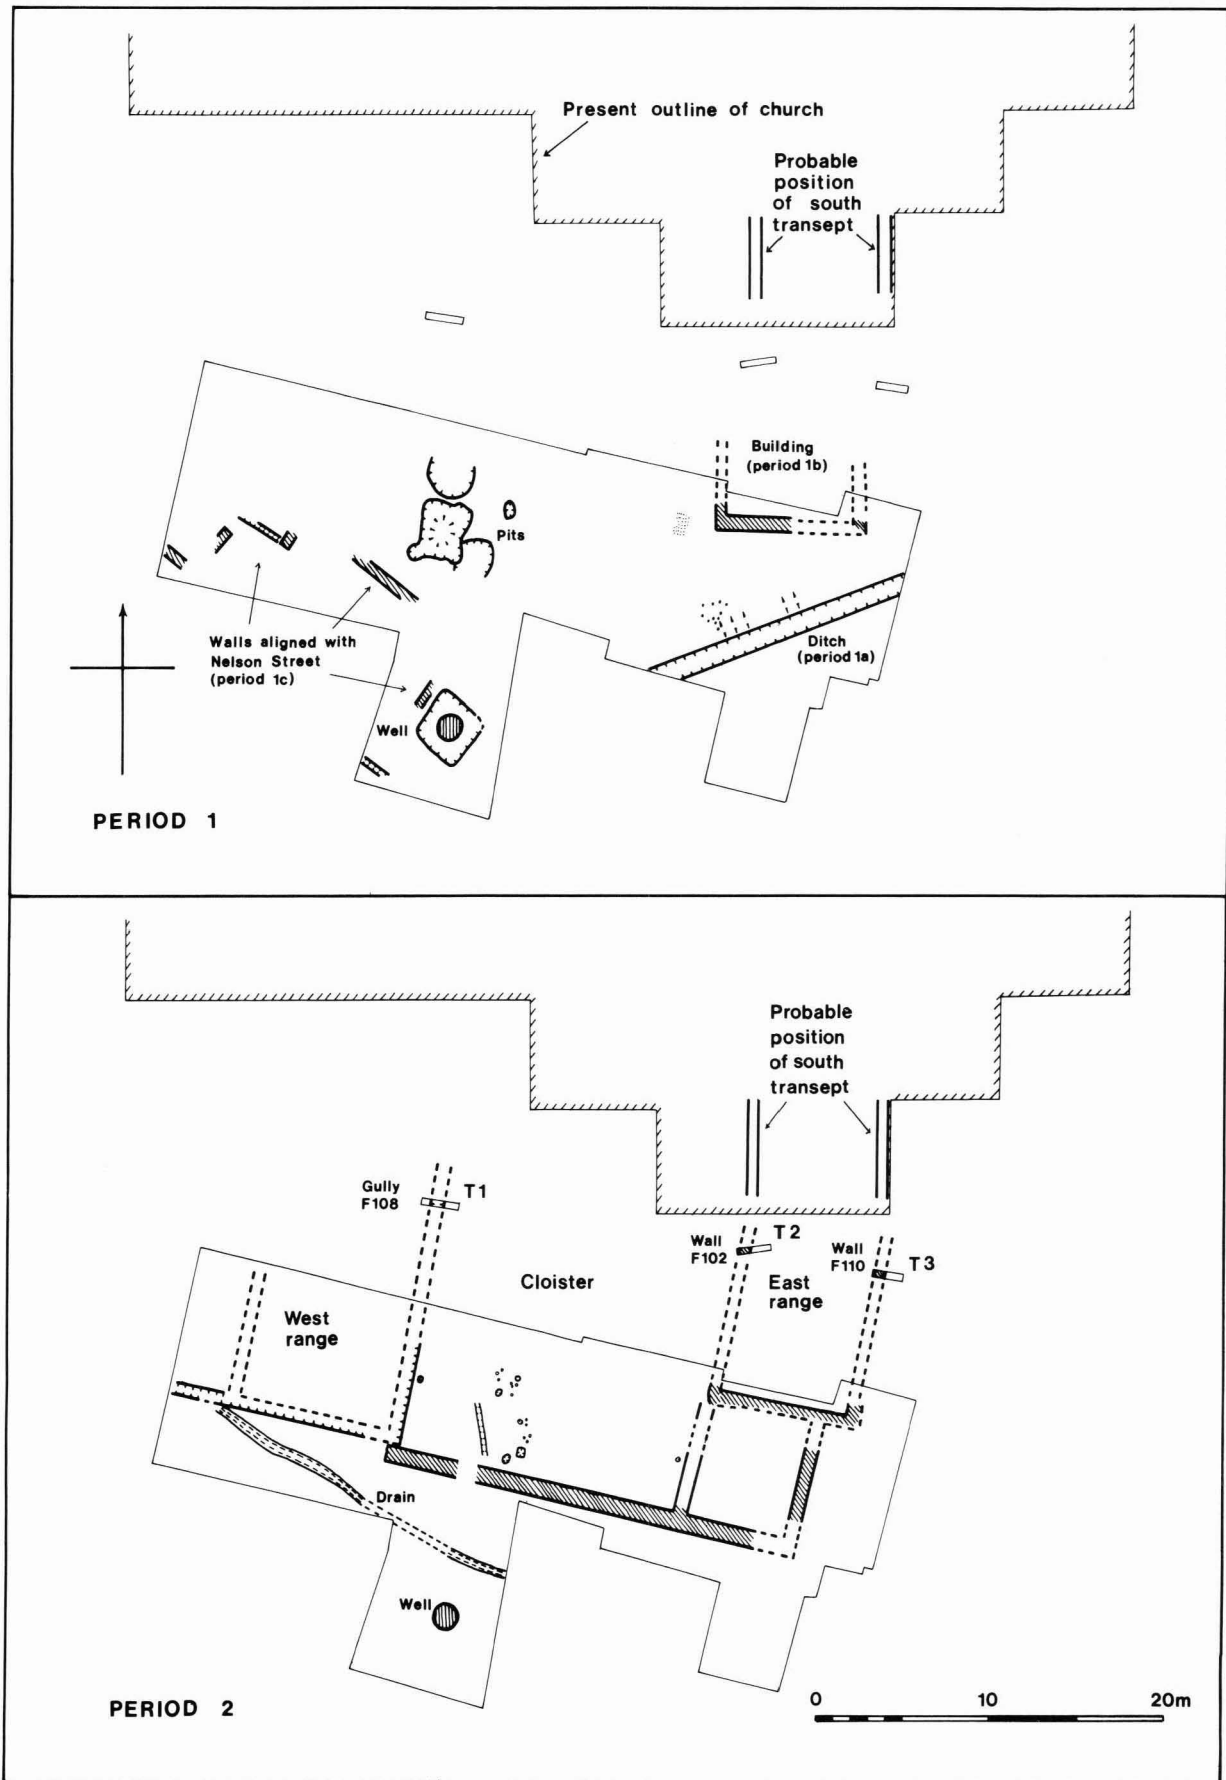 Present outline of church
Probable
position
of south
transept
Building
(period 1b)
Pits
Walls aligned with
Nelson Street
(period 1c)
Ditch
(period 1a)
Well
PERIOD 1
Probable
position
of south
transept
Gully
F108
T1
Wall
F102
T2
Wall
F110
T3
Cloister
East
range
West
range
Drain
Well
PERIOD 2
0 10 20m